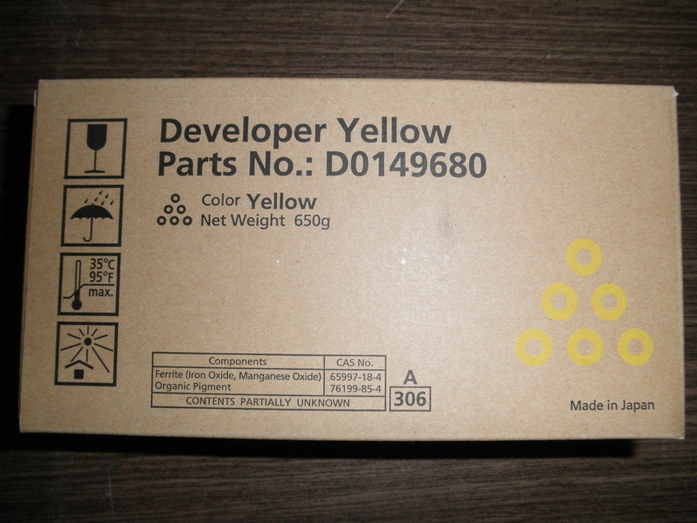 Developer Yellow
Parts No.: D0149680
Color Yellow
Net Weight 650g
35°C
95°F
max.
Components CAS No.
Ferrite (Iron Oxide, Manganese Oxide) 65997-18-4
Organic Pigment 76199-85-4
CONTENTS PARTIALLY UNKNOWN
A
306
Made in Japan